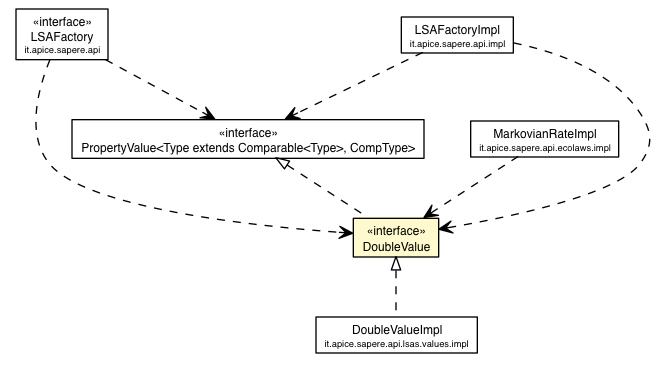 «interface»
LSAFactory
it.apice.sapere.api
LSAFactoryImpl
it.apice.sapere.api.impl
«interface»
PropertyValue<Type extends Comparable<Type>, CompType>
MarkovianRateImpl
it.apice.sapere.api.ecolaws.impl
«interface»
DoubleValue
DoubleValueImpl
it.apice.sapere.api.lsas.values.impl